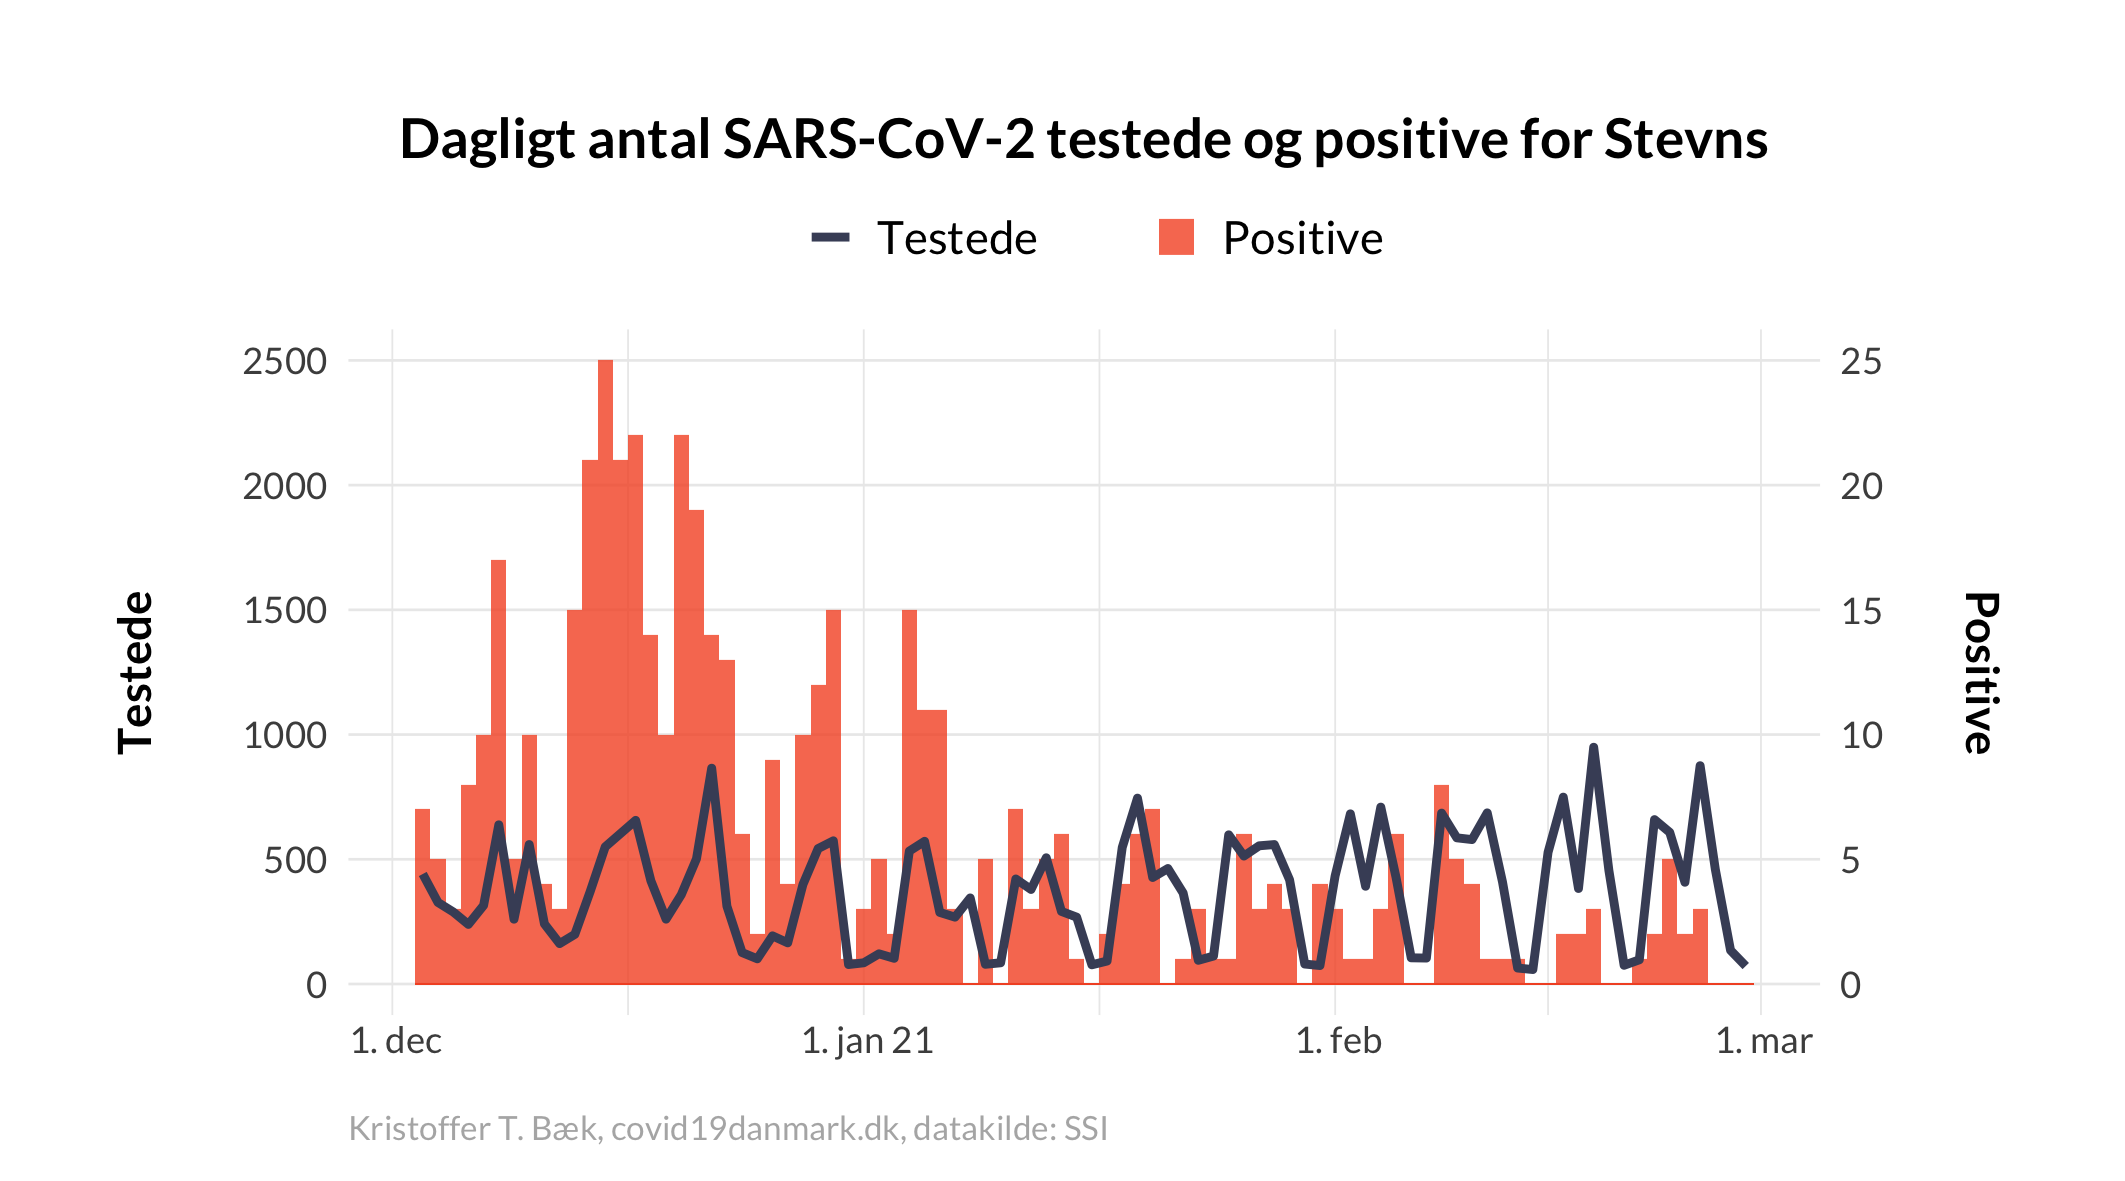 Dagligt antal SARS-CoV-2 testede og positive for Stevns
Testede
Positive
2500
2000
1500
1000
500
0
Testede
25
20
15
10
5
0
Positive
1. dec
1. jan 21
1. feb
1. mar
Kristoffer T. Bæk, covid19danmark.dk, datakilde: SSI